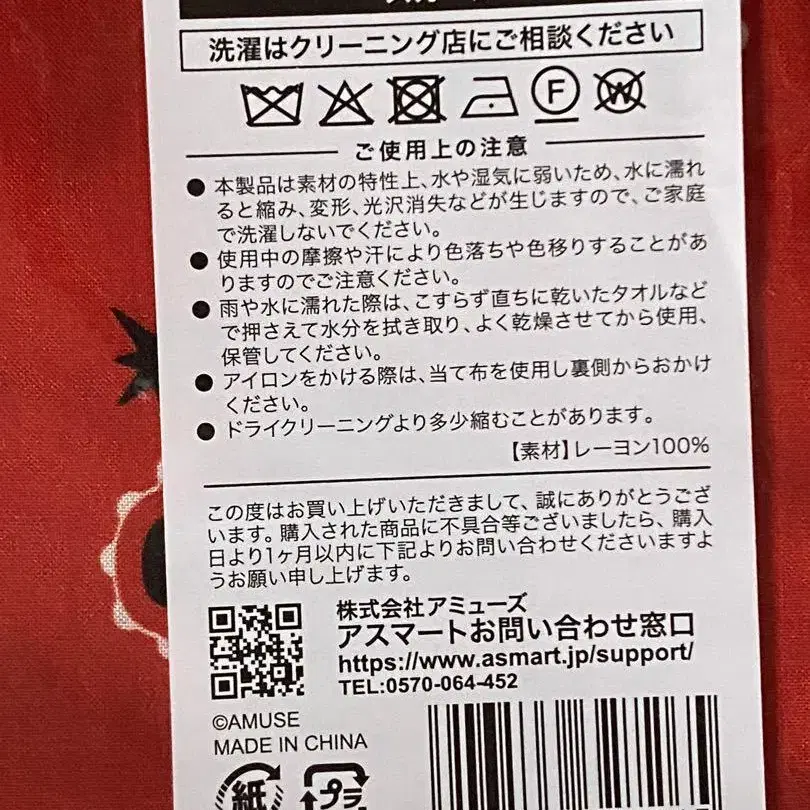 洗濯はクリーニング店にご相談ください
F
W
ご使用上の注意
● 本製品は素材の特性上、水や湿気に弱いため、水に濡れ
ると縮み、変形、光沢消失などが生じますので、ご家庭
で洗濯しないでください。
● 使用中の摩擦や汗により色落ちや色移りすることがあ
りますのでご注意ください。
● 雨や水に濡れた際は、こすらず直ちに乾いたタオルなど
で押さえて水分を拭き取り、よく乾燥させてから使用、
保管してください。
● アイロンをかける際は、当て布を使用し裏側からおかけ
ください。
● ドライクリーニングより多少縮むことがあります。
【素材】レーヨン100%
この度はお買い上げいただきまして、誠にありがとうござ
います。購入された商品に不具合等ございましたら、購入
日より1ヶ月以内に下記よりお問い合わせくださいますよ
うお願い申し上げます。
株式会社アミューズ
アスマートお問い合わせ窓口
https://www.asmart.jp/support/
TEL:0570-064-452
©AMUSE
MADE IN CHINA
紙
プラ